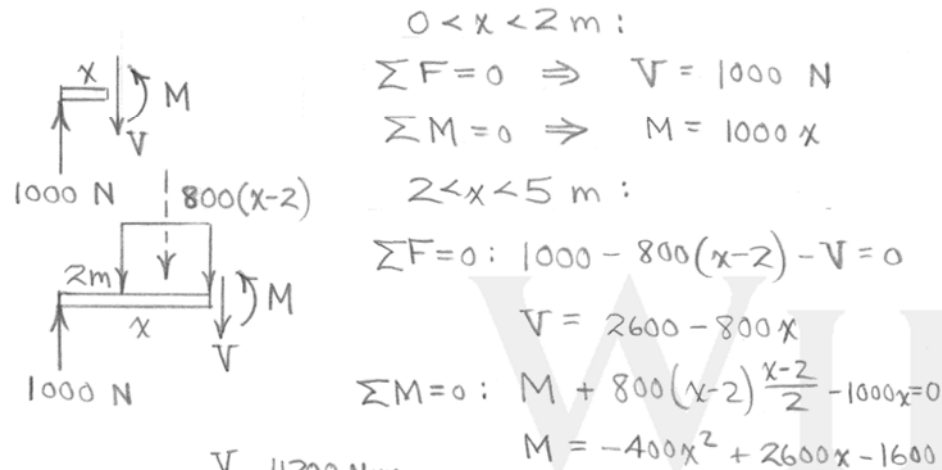 0 < x < 2 m :
ΣF = 0 ⇒ V = 1000 N
ΣM = 0 ⇒ M = 1000 x
x
M
V
1000 N
800(x-2)
2 < x < 5 m :
ΣF = 0 : 1000 - 800(x-2) - V = 0
2m
M
x
V
1000 N
V = 2600 - 800x
ΣM = 0 : M + 800(x-2) (x-2)/2 - 1000x = 0
M = -400x² + 2600x - 1600
V